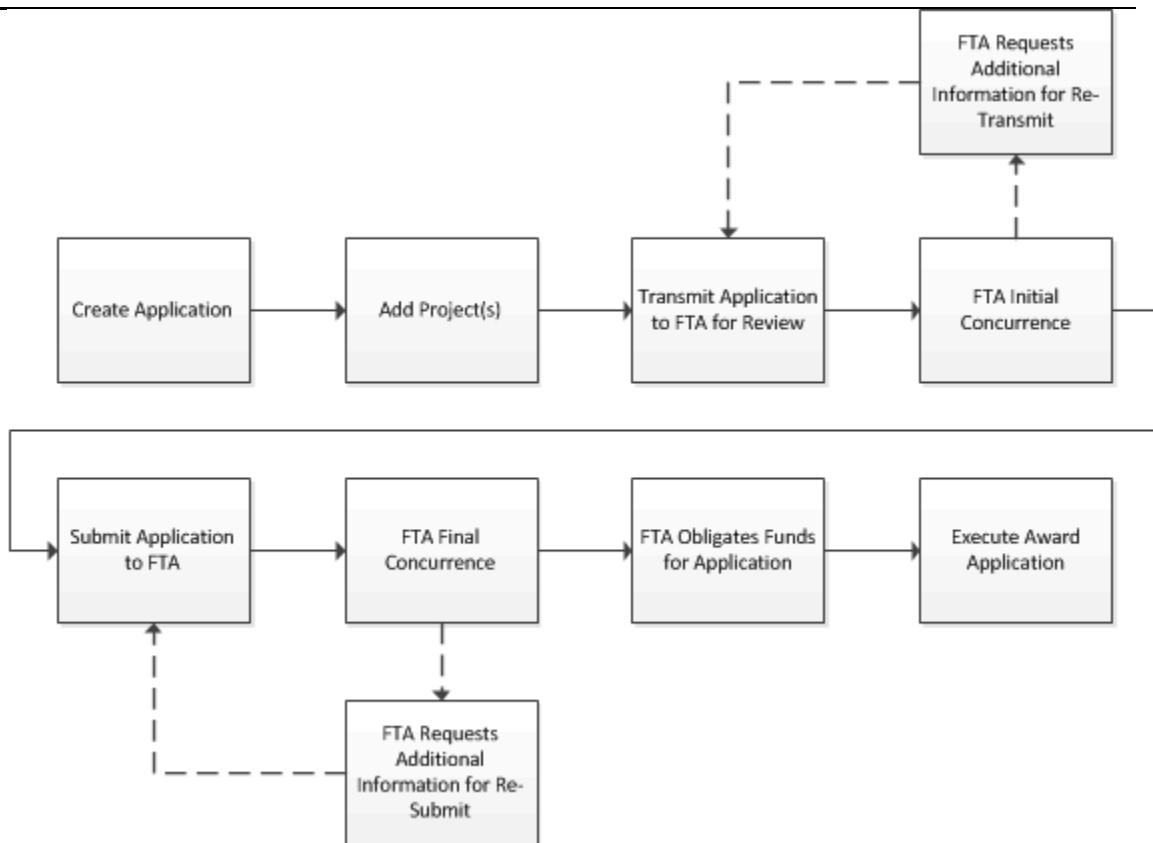 FTA Requests
Additional
Information for Re-
Transmit
Create Application
Add Project(s)
Transmit Application
to FTA for Review
FTA Initial
Concurrence
Submit Application
to FTA
FTA Final
Concurrence
FTA Obligates Funds
for Application
Execute Award
Application
FTA Requests
Additional
Information for Re-
Submit